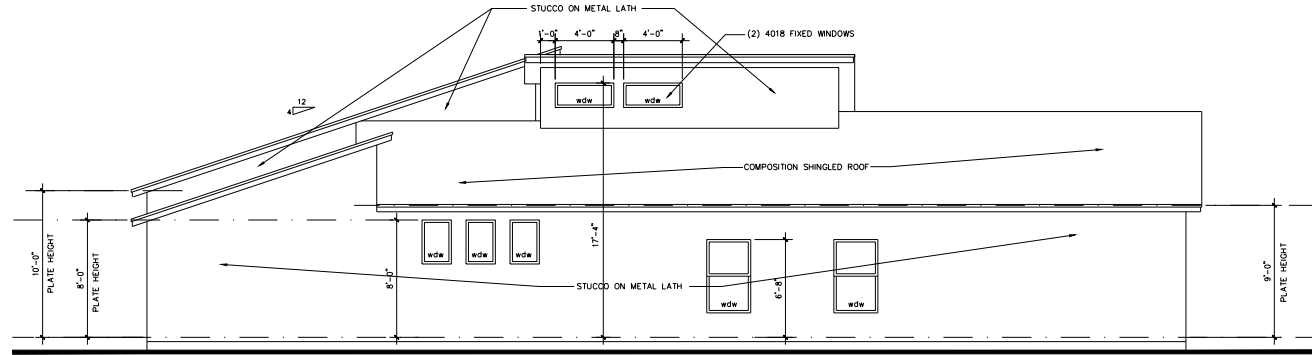 STUCCO ON METAL LATH
1'-0" 4'-0" 8" 4'-0"
(2) 4018 FIXED WINDOWS
wdw wdw
12
4
COMPOSITION SHINGLED ROOF
17'-4"
wdw wdw wdw
10'-0"
PLATE HEIGHT
8'-0"
PLATE HEIGHT
8'-0"
STUCCO ON METAL LATH
wdw
6'-8"
wdw
9'-0"
PLATE HEIGHT